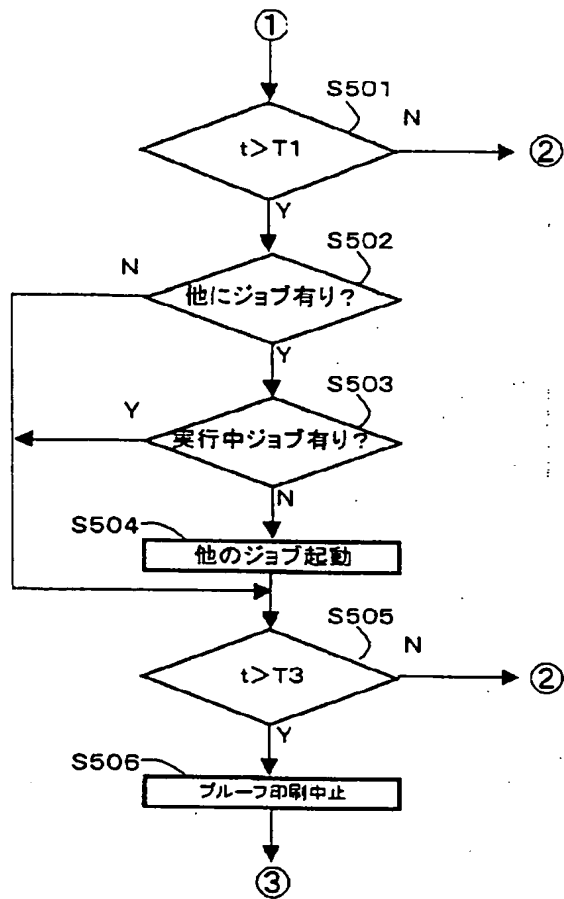 ①
S501
N
t>T1
②
Y
S502
N
他にジョブ有り?
Y
S503
Y
実行中ジョブ有り?
N
S504
他のジョブ起動
S505
N
t>T3
②
Y
S506
プルーフ印刷中止
③